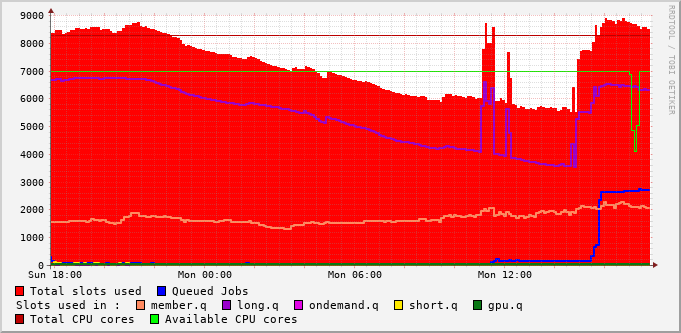 9000
8000
7000
6000
5000
4000
3000
2000
1000
0
Sun 18:00 Mon 00:00 Mon 06:00 Mon 12:00
RRDTOOL / TOBI OETIKER
Total slots used Queued Jobs
Slots used in : member.q long.q ondemand.q short.q gpu.q
Total CPU cores Available CPU cores